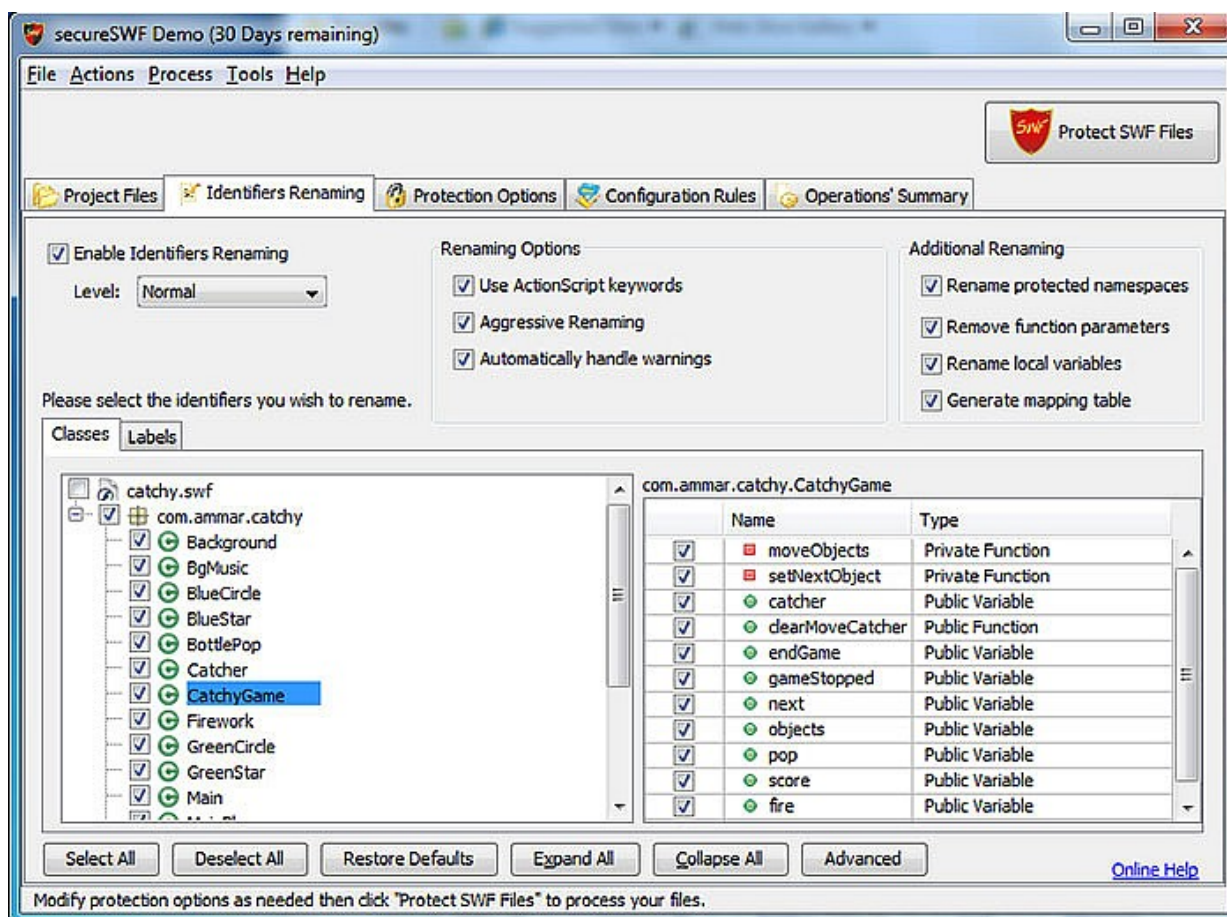 secureSWF Demo (30 Days remaining)
File Actions Process Tools Help
SWF Protect SWF Files
Project Files Identifiers Renaming Protection Options Configuration Rules Operations' Summary
Enable Identifiers Renaming
Level: Normal
Renaming Options
Use ActionScript keywords
Aggressive Renaming
Automatically handle warnings
Additional Renaming
Rename protected namespaces
Remove function parameters
Rename local variables
Generate mapping table
Please select the identifiers you wish to rename.
Classes Labels
catchy.swf
com.ammar.catchy
Background
BgMusic
BlueCircle
BlueStar
BottlePop
Catcher
CatchyGame
Firework
GreenCircle
GreenStar
Main
com.ammar.catchy.CatchyGame
Name Type
moveObjects Private Function
setNextObject Private Function
catcher Public Variable
clearMoveCatcher Public Function
endGame Public Variable
gameStopped Public Variable
next Public Variable
objects Public Variable
pop Public Variable
score Public Variable
fire Public Variable
Select All Deselect All Restore Defaults Expand All Collapse All Advanced
Online Help
Modify protection options as needed then click "Protect SWF Files" to process your files.